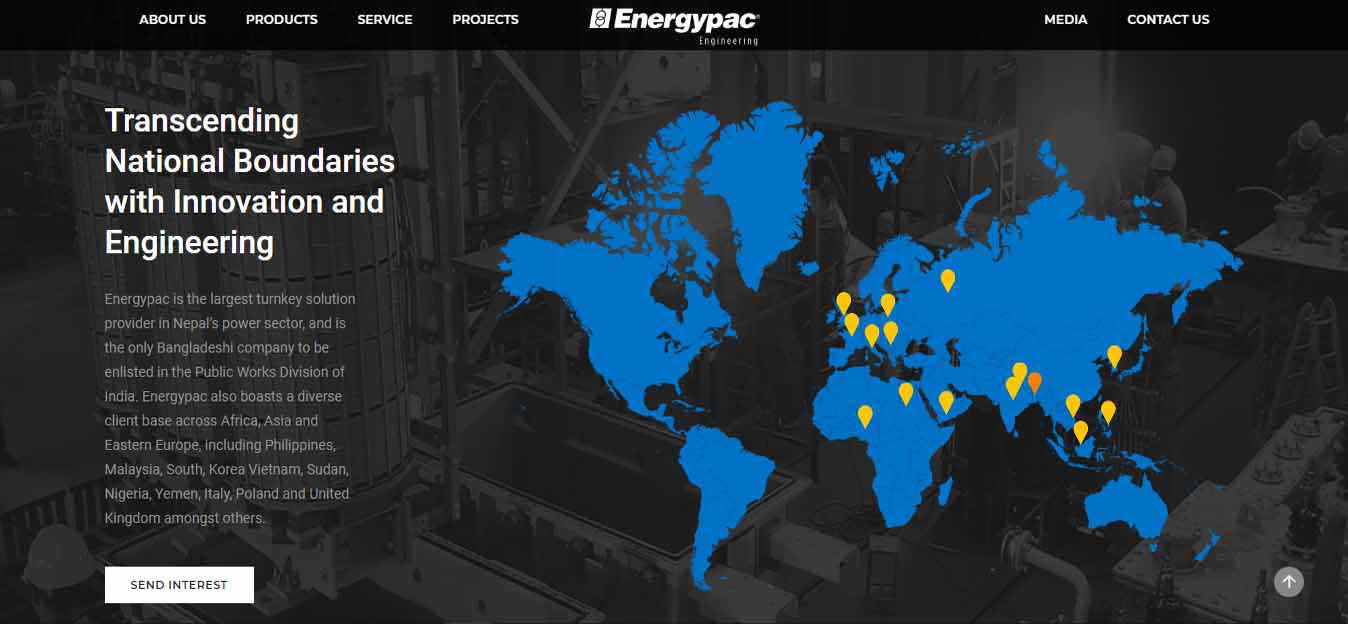 ABOUT US PRODUCTS SERVICE PROJECTS Energypac MEDIA CONTACT US
Engineering
Transcending
National Boundaries
with Innovation and
Engineering
Energypac is the largest turnkey solution
provider in Nepal's power sector, and is
the only Bangladeshi company to be
enlisted in the Public Works Division of
India. Energypac also boasts a diverse
client base across Africa, Asia and
Eastern Europe, including Philippines,
Malaysia, South, Korea Vietnam, Sudan,
Nigeria, Yemen, Italy, Poland and United
Kingdom amongst others.
SEND INTEREST